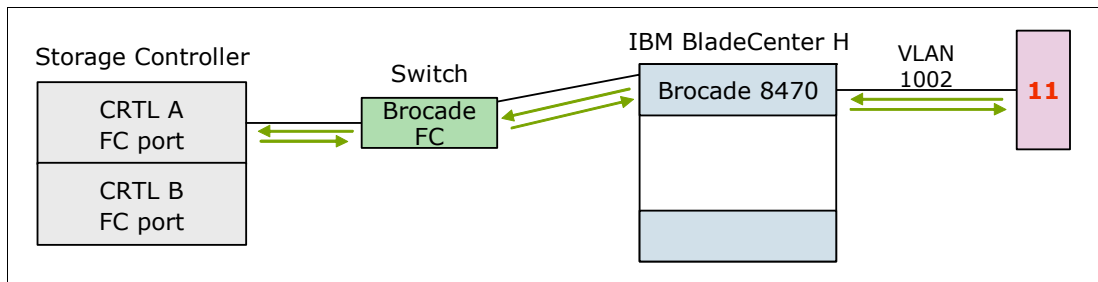 Storage Controller
CRTL A
FC port
CRTL B
FC port
Switch
Brocade
FC
IBM BladeCenter H
Brocade 8470
VLAN
1002
11